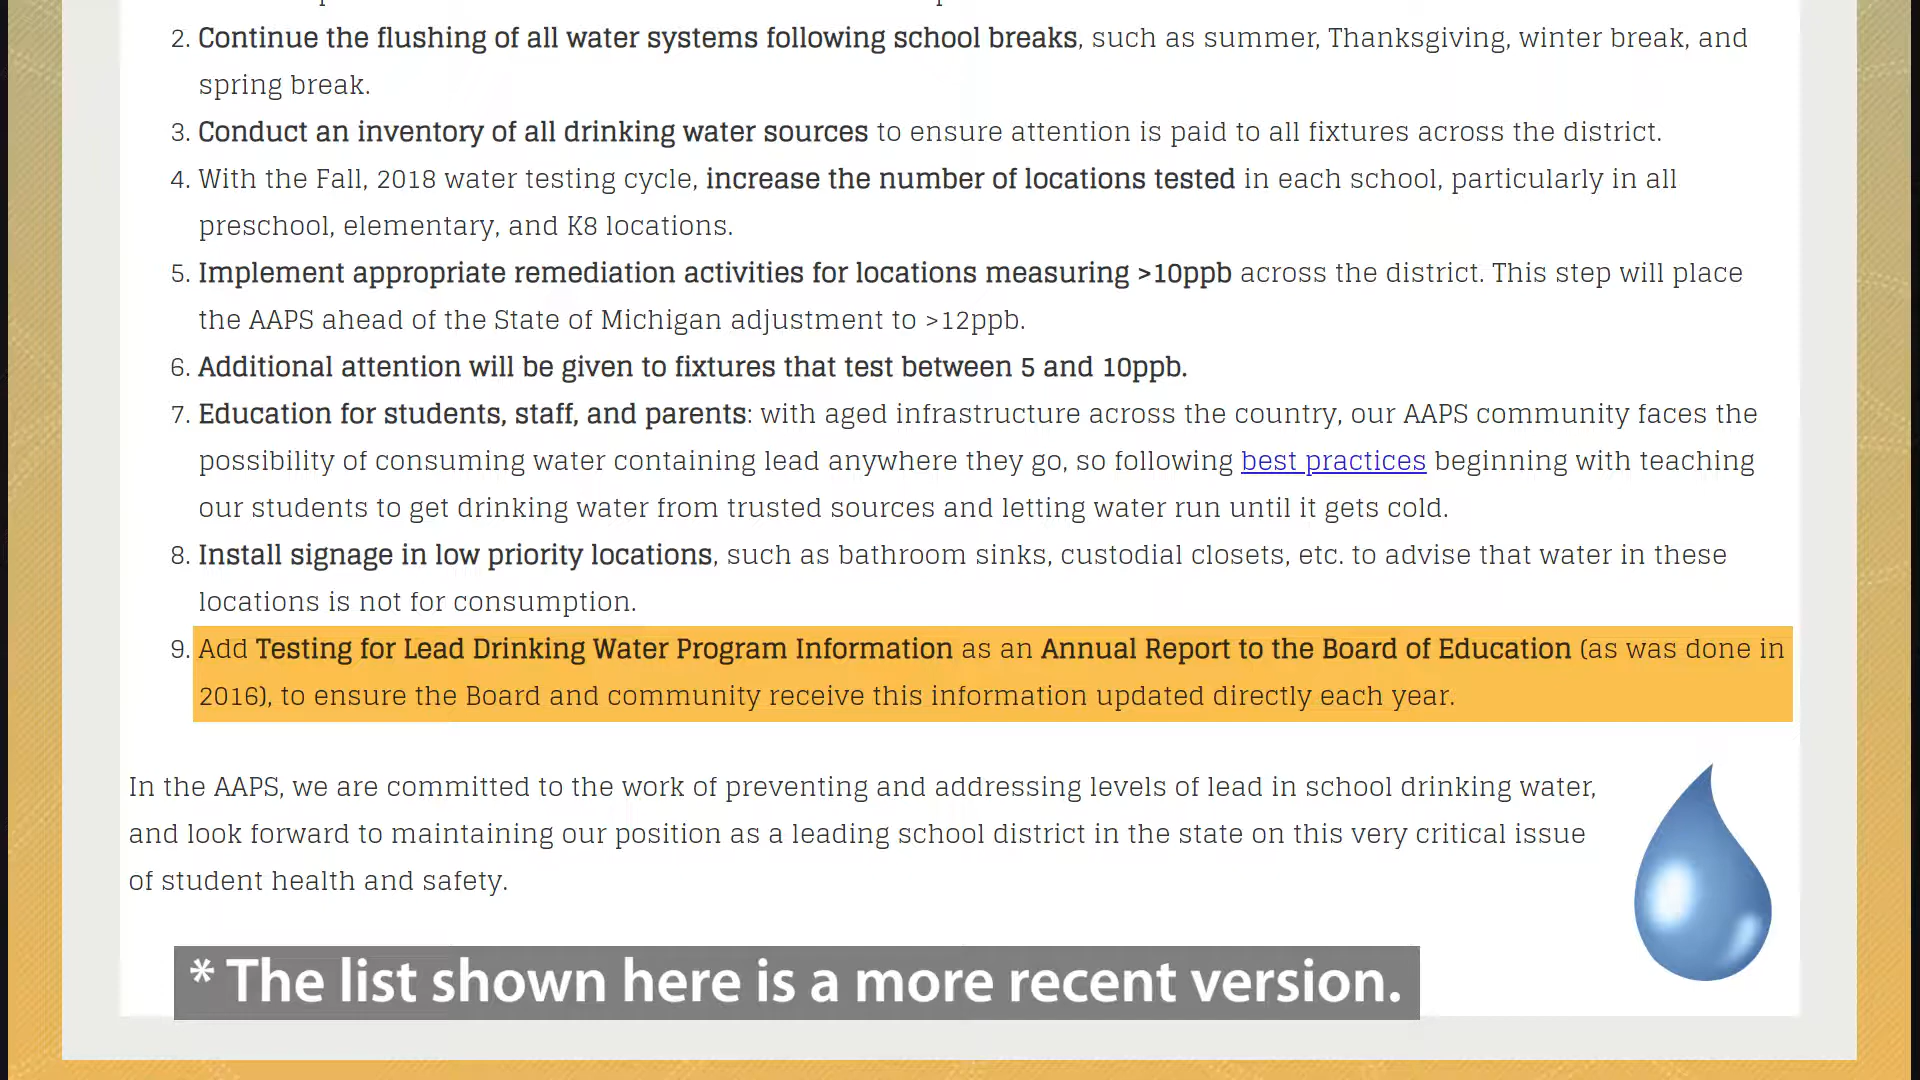 2. Continue the flushing of all water systems following school breaks, such as summer, Thanksgiving, winter break, and
spring break.
3. Conduct an inventory of all drinking water sources to ensure attention is paid to all fixtures across the district.
4. With the Fall, 2018 water testing cycle, increase the number of locations tested in each school, particularly in all
preschool, elementary, and K8 locations.
5. Implement appropriate remediation activities for locations measuring >10ppb across the district. This step will place
the AAPS ahead of the State of Michigan adjustment to >12ppb.
6. Additional attention will be given to fixtures that test between 5 and 10ppb.
7. Education for students, staff, and parents: with aged infrastructure across the country, our AAPS community faces the
possibility of consuming water containing lead anywhere they go, so following best practices beginning with teaching
our students to get drinking water from trusted sources and letting water run until it gets cold.
8. Install signage in low priority locations, such as bathroom sinks, custodial closets, etc. to advise that water in these
locations is not for consumption.
9. Add Testing for Lead Drinking Water Program Information as an Annual Report to the Board of Education (as was done in
2016), to ensure the Board and community receive this information updated directly each year.
In the AAPS, we are committed to the work of preventing and addressing levels of lead in school drinking water,
and look forward to maintaining our position as a leading school district in the state on this very critical issue
of student health and safety.
* The list shown here is a more recent version.